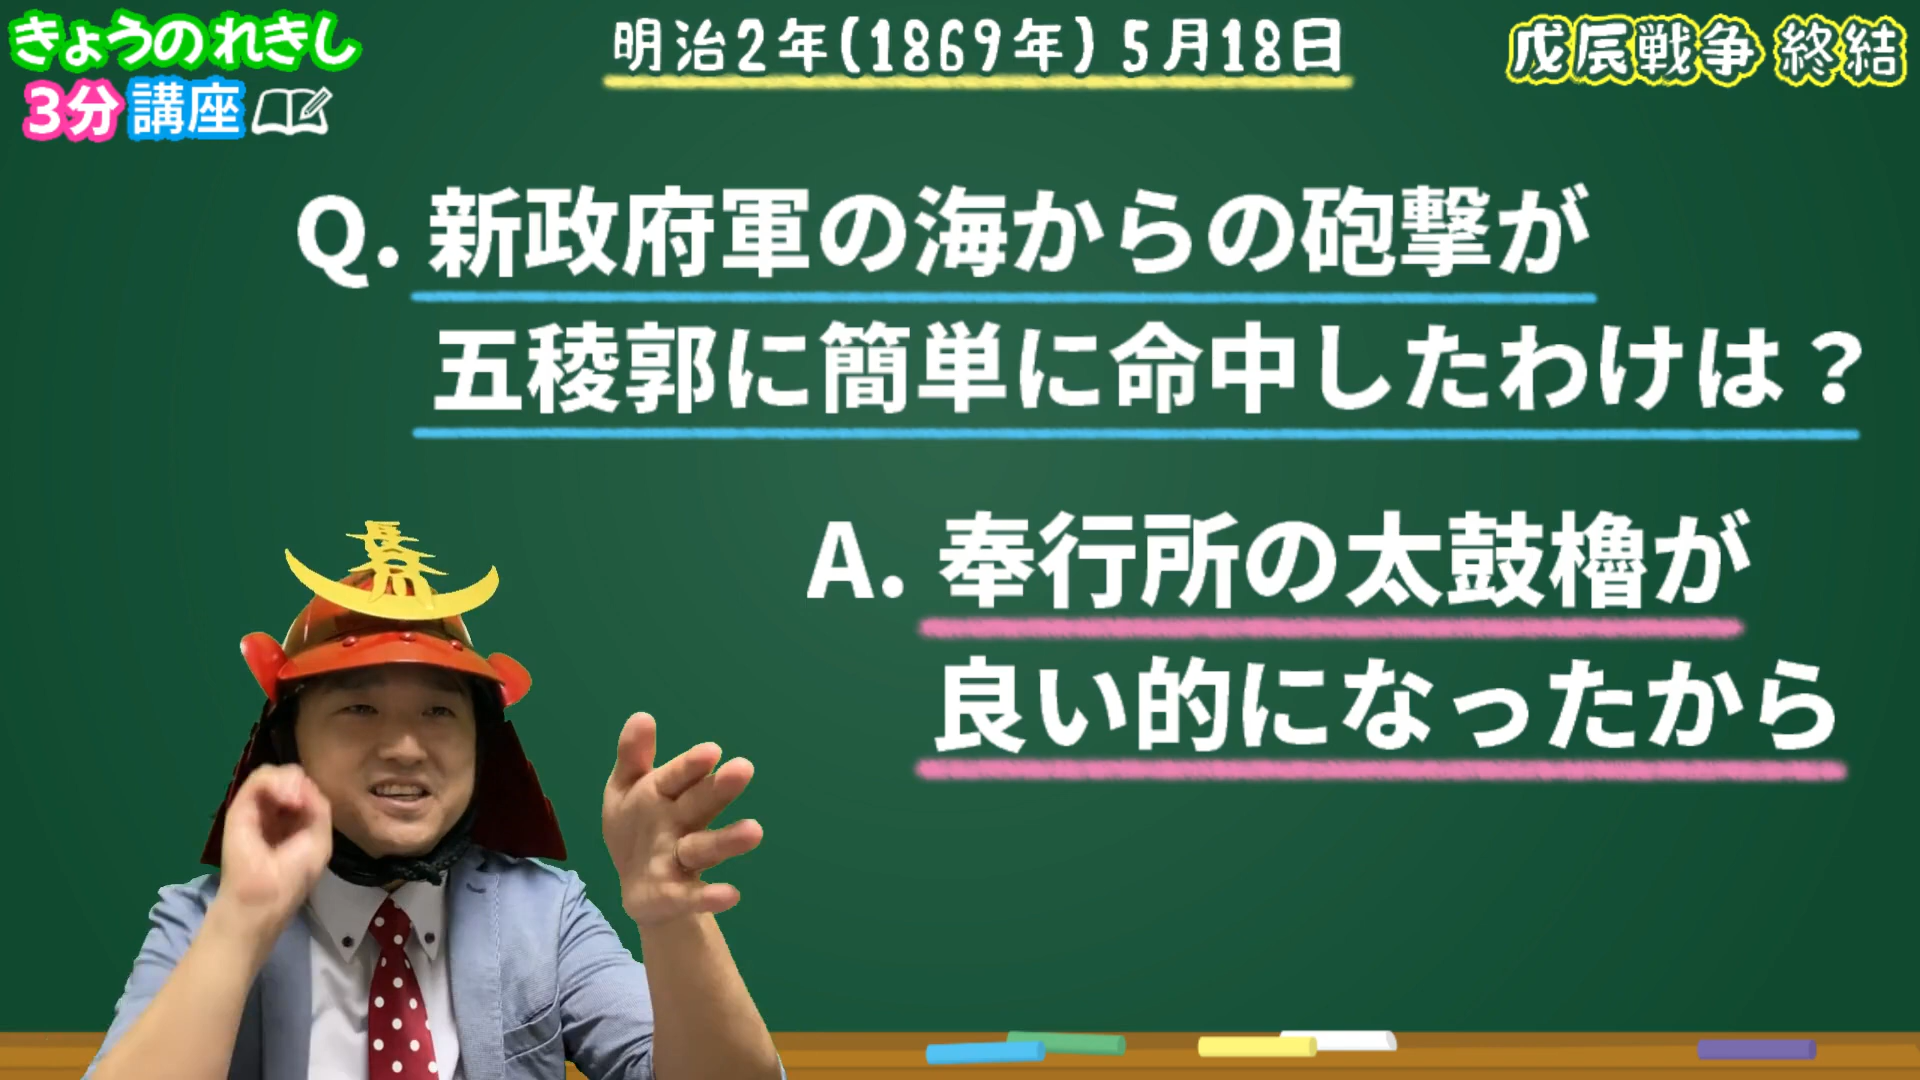 きょうのれきし
3分講座
明治2年(1869年)5月18日
戊辰戦争 終結
Q. 新政府軍の海からの砲撃が
五稜郭に簡単に命中したわけは？
A. 奉行所の太鼓櫓が
良い的になったから